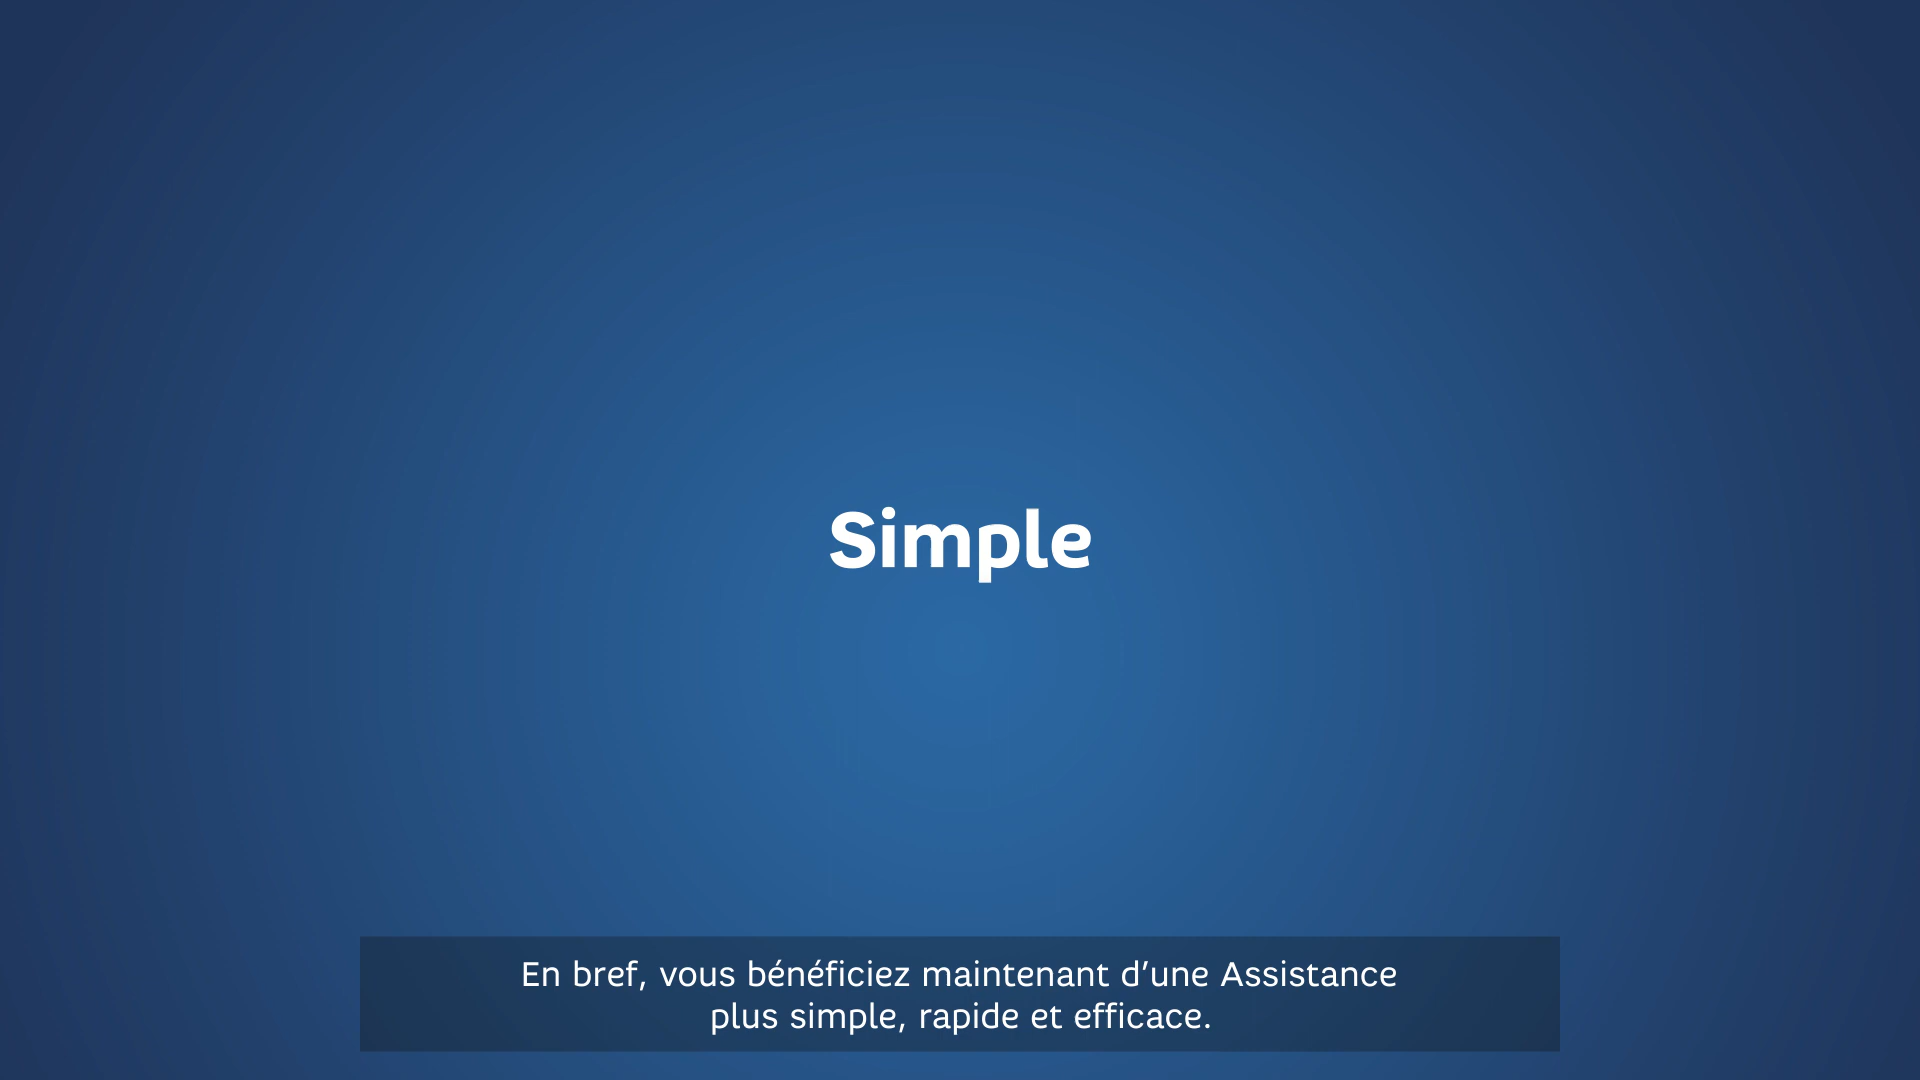 Simple
En bref, vous bénéficiez maintenant d’une Assistance
plus simple, rapide et efficace.